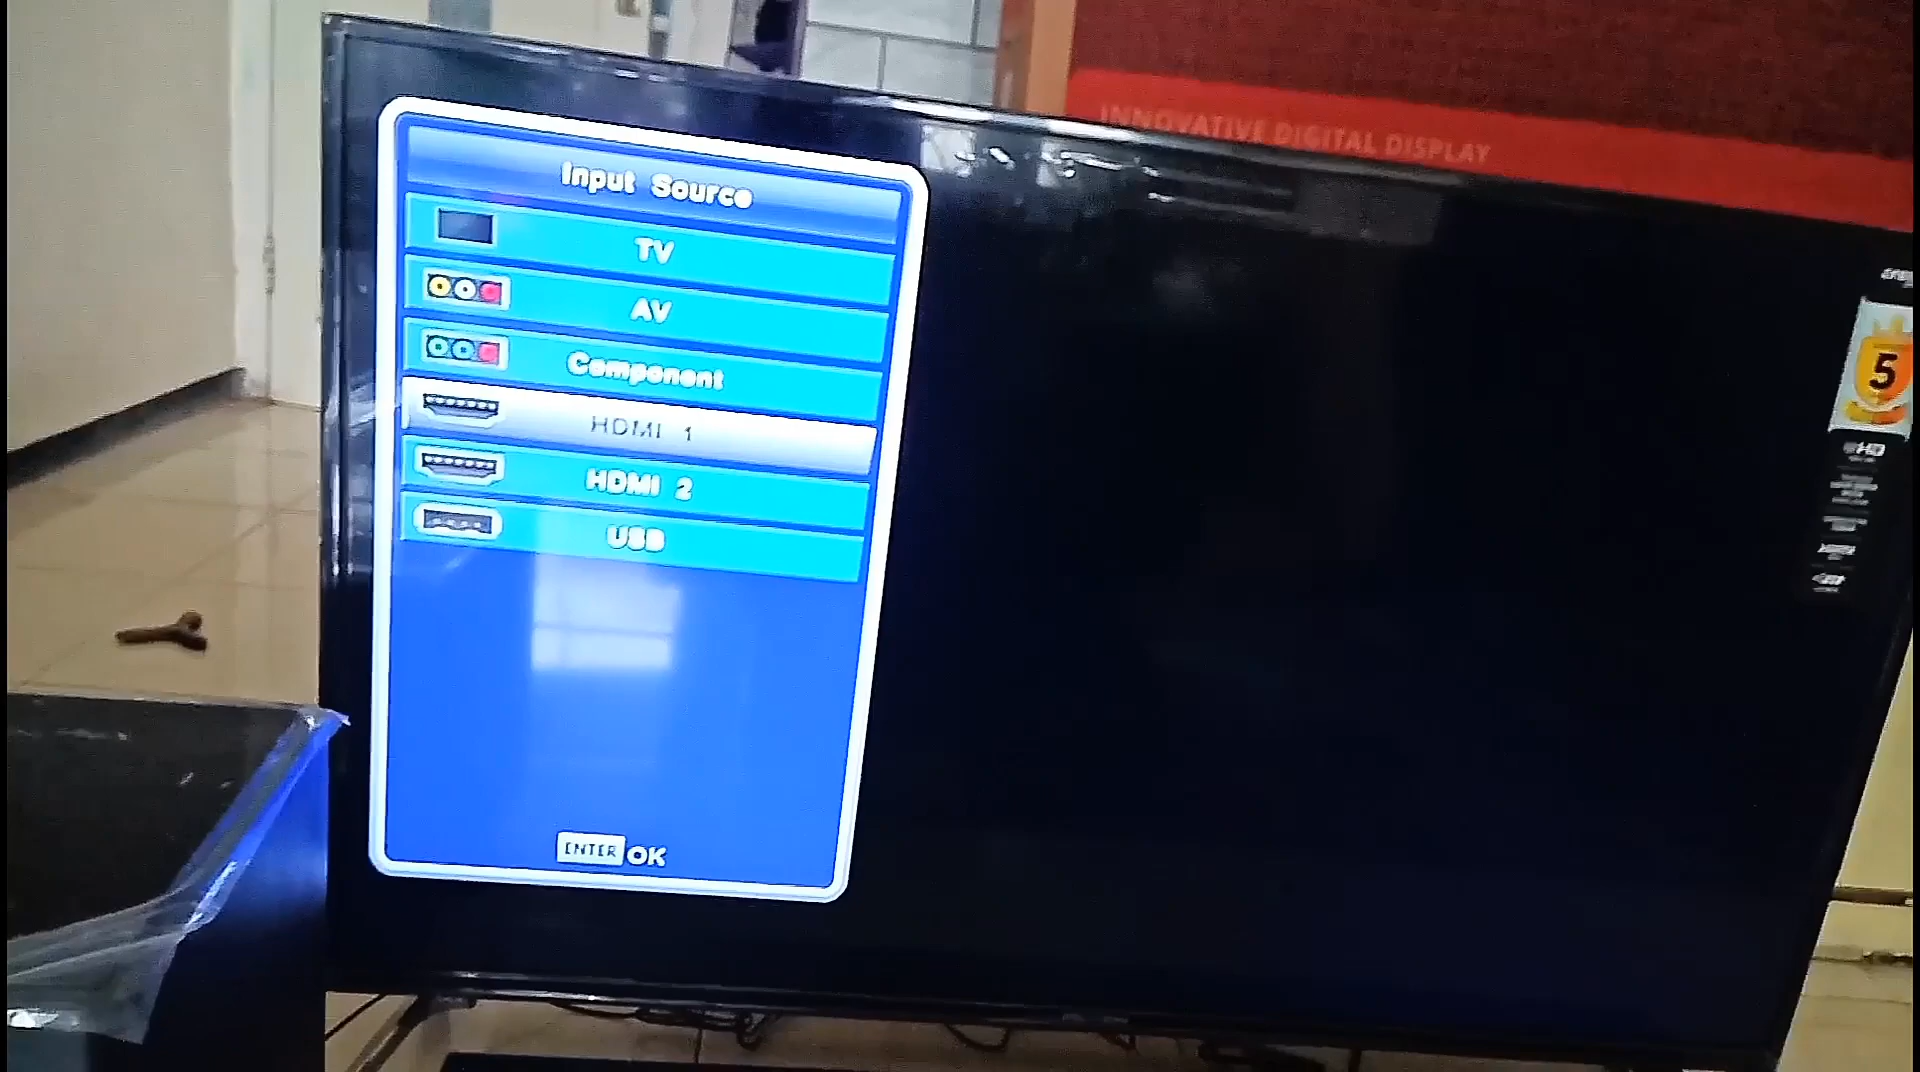 INNOVATIVE DIGITAL DISPLAY
Input Source
TV
AV
Component
HDMI 1
HDMI 2
USB
5
ENTER OK